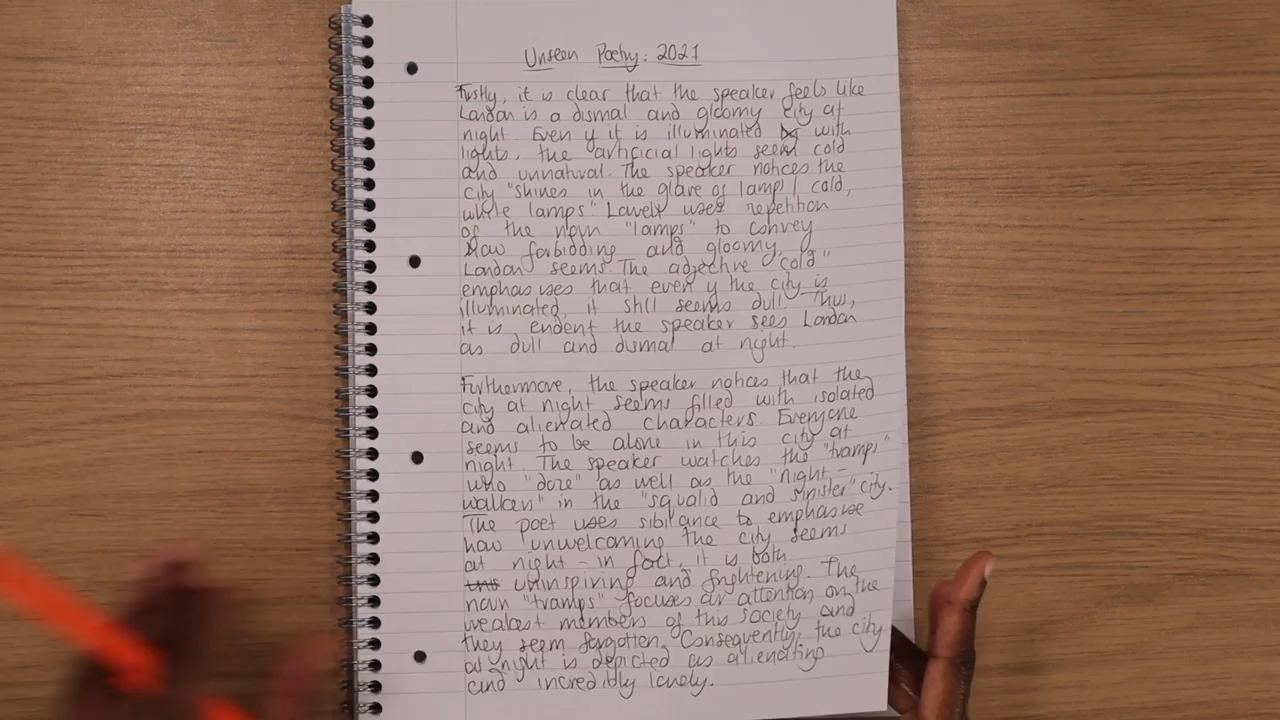 Unseen Poetry: 2021
Firstly, it is clear that the speaker feels like
London is a dismal and gloomy city at
night. Even if it is illuminated with
lights, the artificial lights seem cold
and unnatural. The speaker notices the
city "shines in the glare of lamps / cold,
white lamps". Lowell uses repetition
of the noun "lamps" to convey
how forbidding and gloomy
London seems. The adjective "cold"
emphasises that even if the city is
illuminated, it still seems dull. Thus,
it is evident the speaker sees London
as dull and dismal at night.
Furthermore, the speaker notices that the
city at night seems filled with isolated
and alienated characters. Everyone
seems to be alone in this city at
night. The speaker watches the "tramps"
who "doze" as well as the "night-
walkers" in the "squalid and sinister" city.
The poet uses sibilance to emphasise
how unwelcoming the city seems
at night - in fact, it is both
uninspiring and frightening. The
noun "tramps" focuses our attention on the
weakest members of this society and
they seem forgotten. Consequently, the city
at night is depicted as alienating
and incredibly lonely.